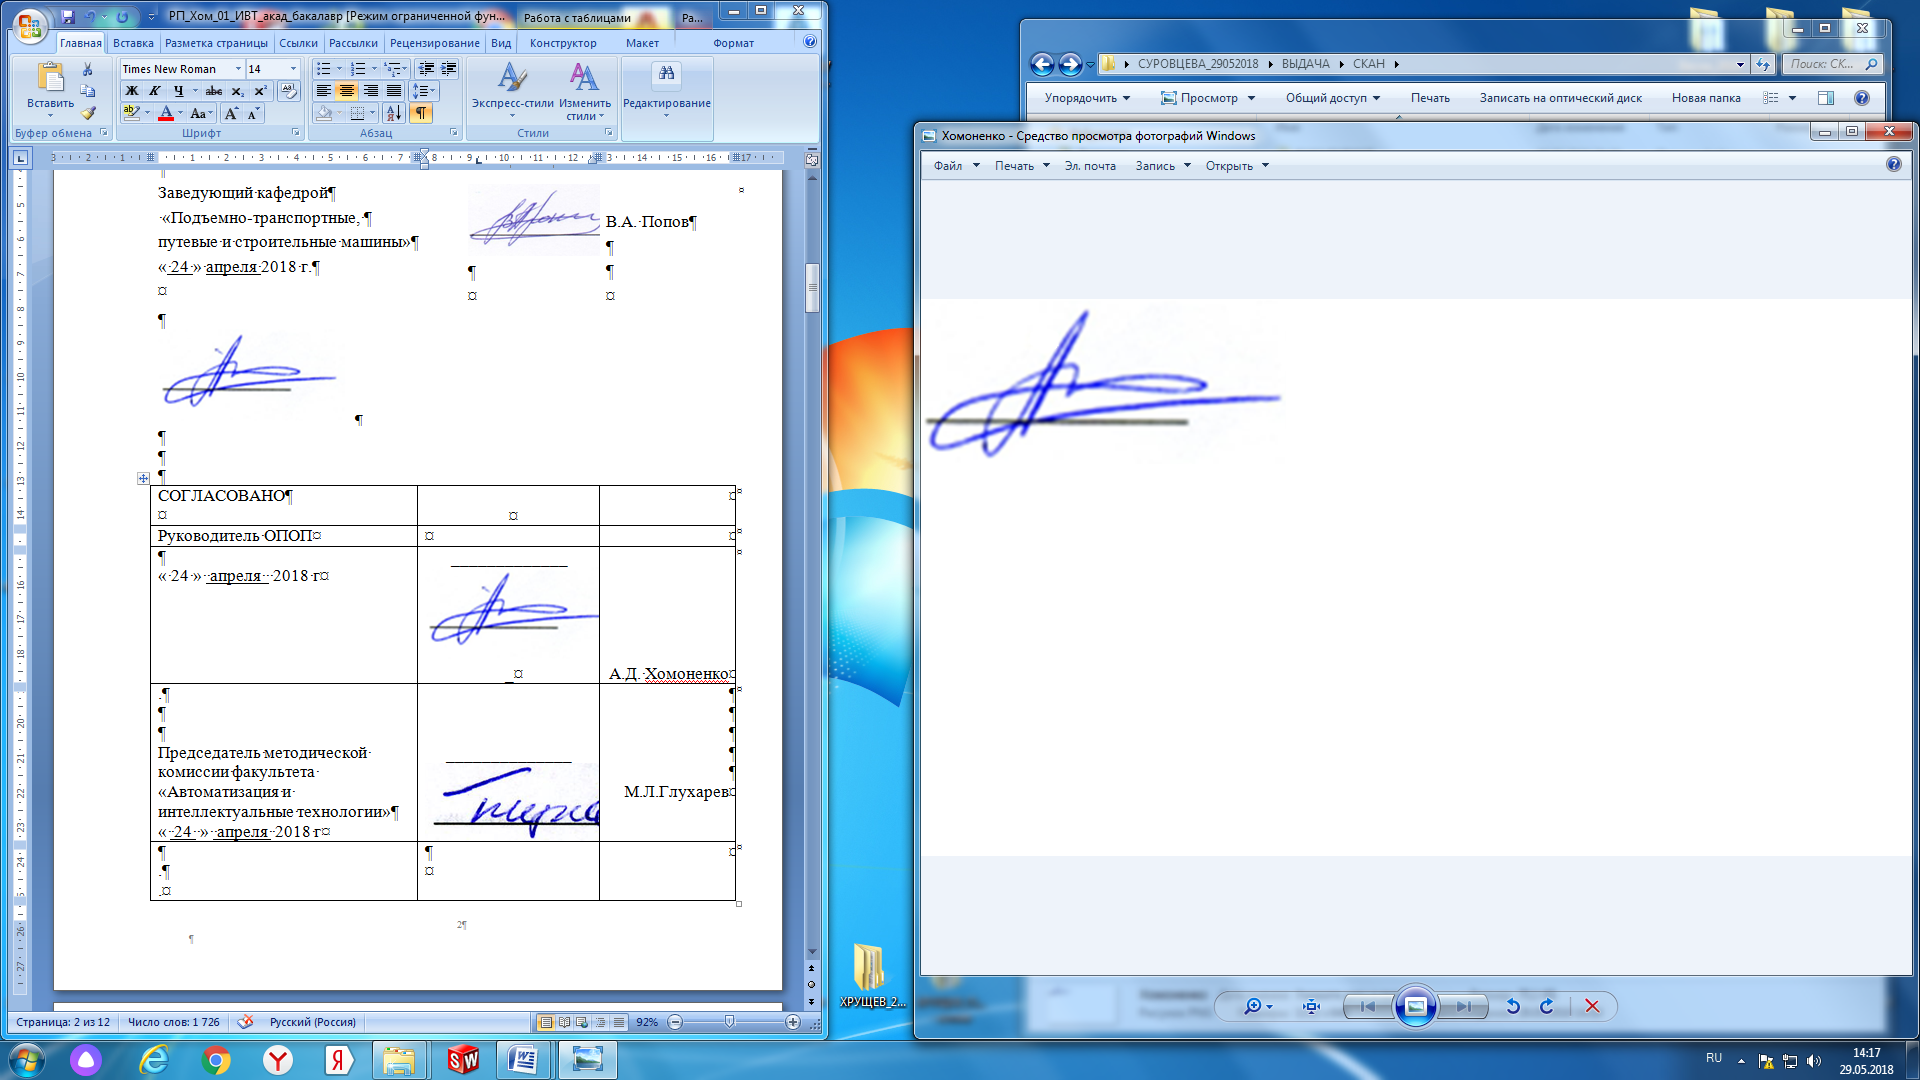 РП_Хом_01_ИВТ_акад_бакалавр [Режим ограниченной фун...
Работа с таблицами
Ра...
Главная
Вставка
Разметка страницы
Ссылки
Рассылки
Рецензирование
Вид
Конструктор
Макет
Формат
Вставить
Times New Roman
14
Ж К Ч abc x₂ x²
Aa
Экспресс-стили
Изменить стили
Редактирование
Буфер обмена
Шрифт
Абзац
Стили
Заведующий кафедрой¶
«Подъемно-транспортные, ¶
путевые и строительные машины»¶
« 24 » апреля 2018 г.¶
В.А. Попов¶
СОГЛАСОВАНО¶
Руководитель ОПОП
« 24 » апреля 2018 г
А.Д. Хомоненко
Председатель методической
комиссии факультета
«Автоматизация и
интеллектуальные технологии»¶
« 24 » апреля 2018 г
М.Л.Глухарев
2¶
Страница: 2 из 12
Число слов: 1 726
Русский (Россия)
92%
СУРОВЦЕВА_29052018
ВЫДАЧА
СКАН
Поиск: СК...
Упорядочить
Просмотр
Общий доступ
Печать
Записать на оптический диск
Новая папка
Хомоненко - Средство просмотра фотографий Windows
Файл
Печать
Эл. почта
Запись
Открыть
ХРУЩЕВ_2...
RU
14:17
29.05.2018